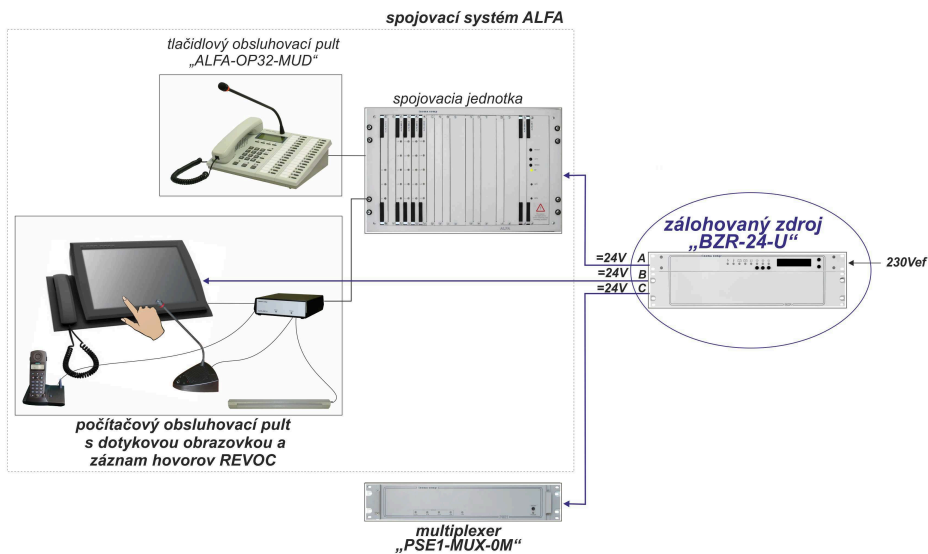 spojovací systém ALFA
tlačidlový obsluhovací pult
„ALFA-OP32-MUD“
spojovacia jednotka
zálohovaný zdroj
„BZR-24-U“
=24V A
=24V B
=24V C
230Vef
počítačový obsluhovací pult
s dotykovou obrazovkou a
záznam hovorov REVOC
multiplexer
„PSE1-MUX-0M“